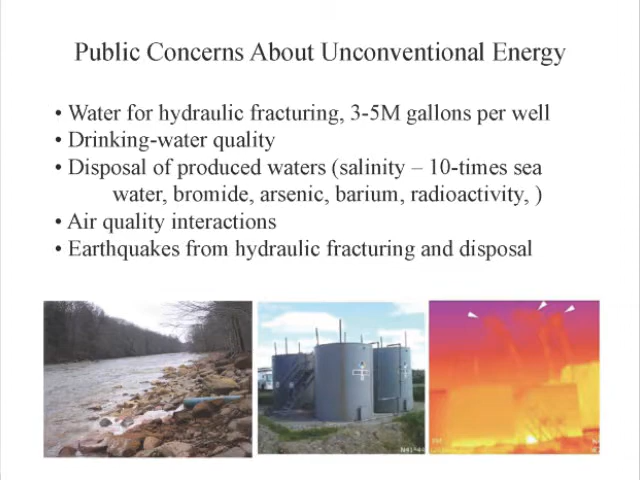 Public Concerns About Unconventional Energy
• Water for hydraulic fracturing, 3-5M gallons per well
• Drinking-water quality
• Disposal of produced waters (salinity – 10-times sea
water, bromide, arsenic, barium, radioactivity, )
• Air quality interactions
• Earthquakes from hydraulic fracturing and disposal